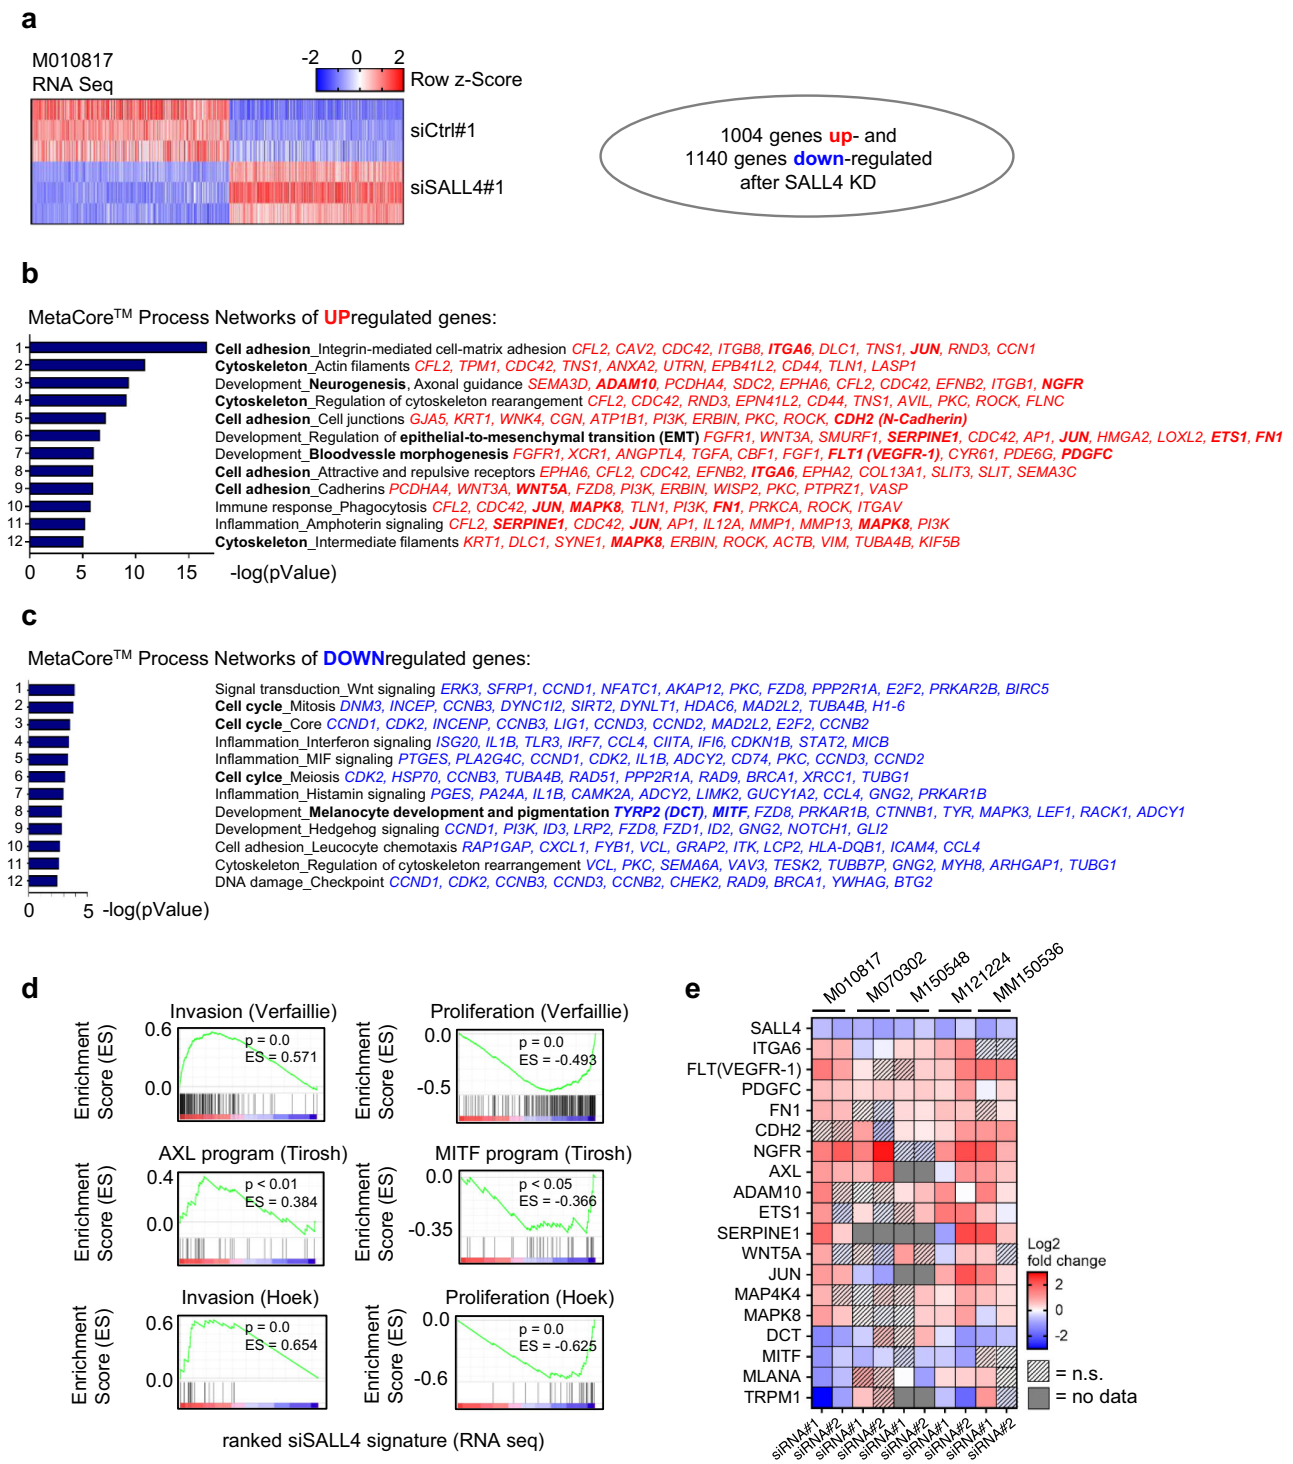 a
M010817
RNA Seq
-2 0 2
Row z-Score
siCtrl#1
siSALL4#1
1004 genes up- and
1140 genes down-regulated
after SALL4 KD
b
MetaCoreTM Process Networks of UPregulated genes:
1 Cell adhesion_Integrin-mediated cell-matrix adhesion CFL2, CAV2, CDC42, ITGB8, ITGA6, DLC1, TNS1, JUN, RND3, CCN1
2 Cytoskeleton_Actin filaments CFL2, TPM1, CDC42, TNS1, ANXA2, UTRN, EPB41L2, CD44, TLN1, LASP1
3 Development_Neurogenesis, Axonal guidance SEMA3D, ADAM10, PCDHA4, SDC2, EPHA6, CFL2, CDC42, EFNB2, ITGB1, NGFR
4 Cytoskeleton_Regulation of cytoskeleton rearangement CFL2, CDC42, RND3, EPN41L2, CD44, TNS1, AVIL, PKC, ROCK, FLNC
5 Cell adhesion_Cell junctions GJA5, KRT1, WNK4, CGN, ATP1B1, PI3K, ERBIN, PKC, ROCK, CDH2 (N-Cadherin)
6 Development_Regulation of epithelial-to-mesenchymal transition (EMT) FGFR1, WNT3A, SMURF1, SERPINE1, CDC42, AP1, JUN, HMGA2, LOXL2, ETS1, FN1
7 Development_Bloodvessle morphogenesis FGFR1, XCR1, ANGPTL4, TGFA, CBF1, FGF1, FLT1 (VEGFR-1), CYR61, PDE6G, PDGFC
8 Cell adhesion_Attractive and repulsive receptors EPHA6, CFL2, CDC42, EFNB2, ITGA6, EPHA2, COL13A1, SLIT3, SLIT, SEMA3C
9 Cell adhesion_Cadherins PCDHA4, WNT3A, WNT5A, FZD8, PI3K, ERBIN, WISP2, PKC, PTPRZ1, VASP
10 Immune response_Phagocytosis CFL2, CDC42, JUN, MAPK8, TLN1, PI3K, FN1, PRKCA, ROCK, ITGAV
11 Inflammation_Amphoterin signaling CFL2, SERPINE1, CDC42, JUN, AP1, IL12A, MMP1, MMP13, MAPK8, PI3K
12 Cytoskeleton_Intermediate filaments KRT1, DLC1, SYNE1, MAPK8, ERBIN, ROCK, ACTB, VIM, TUBA4B, KIF5B
0 5 10 15 -log(pValue)
c
MetaCoreTM Process Networks of DOWNregulated genes:
1 Signal transduction_Wnt signaling ERK3, SFRP1, CCND1, NFATC1, AKAP12, PKC, FZD8, PPP2R1A, E2F2, PRKAR2B, BIRC5
2 Cell cycle_Mitosis DNM3, INCEP, CCNB3, DYNC1I2, SIRT2, DYNLT1, HDAC6, MAD2L2, TUBA4B, H1-6
3 Cell cycle_Core CCND1, CDK2, INCENP, CCNB3, LIG1, CCND3, CCND2, MAD2L2, E2F2, CCNB2
4 Inflammation_Interferon signaling ISG20, IL1B, TLR3, IRF7, CCL4, CIITA, IFI6, CDKN1B, STAT2, MICB
5 Inflammation_MIF signaling PTGES, PLA2G4C, CCND1, CDK2, IL1B, ADCY2, CD74, PKC, CCND3, CCND2
6 Cell cylce_Meiosis CDK2, HSP70, CCNB3, TUBA4B, RAD51, PPP2R1A, RAD9, BRCA1, XRCC1, TUBG1
7 Inflammation_Histamin signaling PGES, PA24A, IL1B, CAMK2A, ADCY2, LIMK2, GUCY1A2, CCL4, GNG2, PRKAR1B
8 Development_Melanocyte development and pigmentation TYRP2 (DCT), MITF, FZD8, PRKAR1B, CTNNB1, TYR, MAPK3, LEF1, RACK1, ADCY1
9 Development_Hedgehog signaling CCND1, PI3K, ID3, LRP2, FZD8, FZD1, ID2, GNG2, NOTCH1, GLI2
10 Cell adhesion_Leucocyte chemotaxis RAP1GAP, CXCL1, FYB1, VCL, GRAP2, ITK, LCP2, HLA-DQB1, ICAM4, CCL4
11 Cytoskeleton_Regulation of cytoskeleton rearrangement VCL, PKC, SEMA6A, VAV3, TESK2, TUBB7P, GNG2, MYH8, ARHGAP1, TUBG1
12 DNA damage_Checkpoint CCND1, CDK2, CCNB3, CCND3, CCNB2, CHEK2, RAD9, BRCA1, YWHAG, BTG2
0 5 -log(pValue)
d
Invasion (Verfaillie)
Enrichment
Score (ES)
0.6
0.0
p = 0.0
ES = 0.571
Proliferation (Verfaillie)
Enrichment
Score (ES)
0.0
-0.5
p = 0.0
ES = -0.493
AXL program (Tirosh)
Enrichment
Score (ES)
0.4
0.0
p < 0.01
ES = 0.384
MITF program (Tirosh)
Enrichment
Score (ES)
0.0
-0.35
p < 0.05
ES = -0.366
Invasion (Hoek)
Enrichment
Score (ES)
0.6
0.0
p = 0.0
ES = 0.654
Proliferation (Hoek)
Enrichment
Score (ES)
0.0
-0.6
p = 0.0
ES = -0.625
ranked siSALL4 signature (RNA seq)
e
M010817 M070302 M150548 M121224 MM150536
SALL4
ITGA6
FLT(VEGFR-1)
PDGFC
FN1
CDH2
NGFR
AXL
ADAM10
ETS1
SERPINE1
WNT5A
JUN
MAP4K4
MAPK8
DCT
MITF
MLANA
TRPM1
siRNA#1 siRNA#2 siRNA#1 siRNA#2 siRNA#1 siRNA#2 siRNA#1 siRNA#2 siRNA#1 siRNA#2
Log2
fold change
2
0
-2
= n.s.
= no data